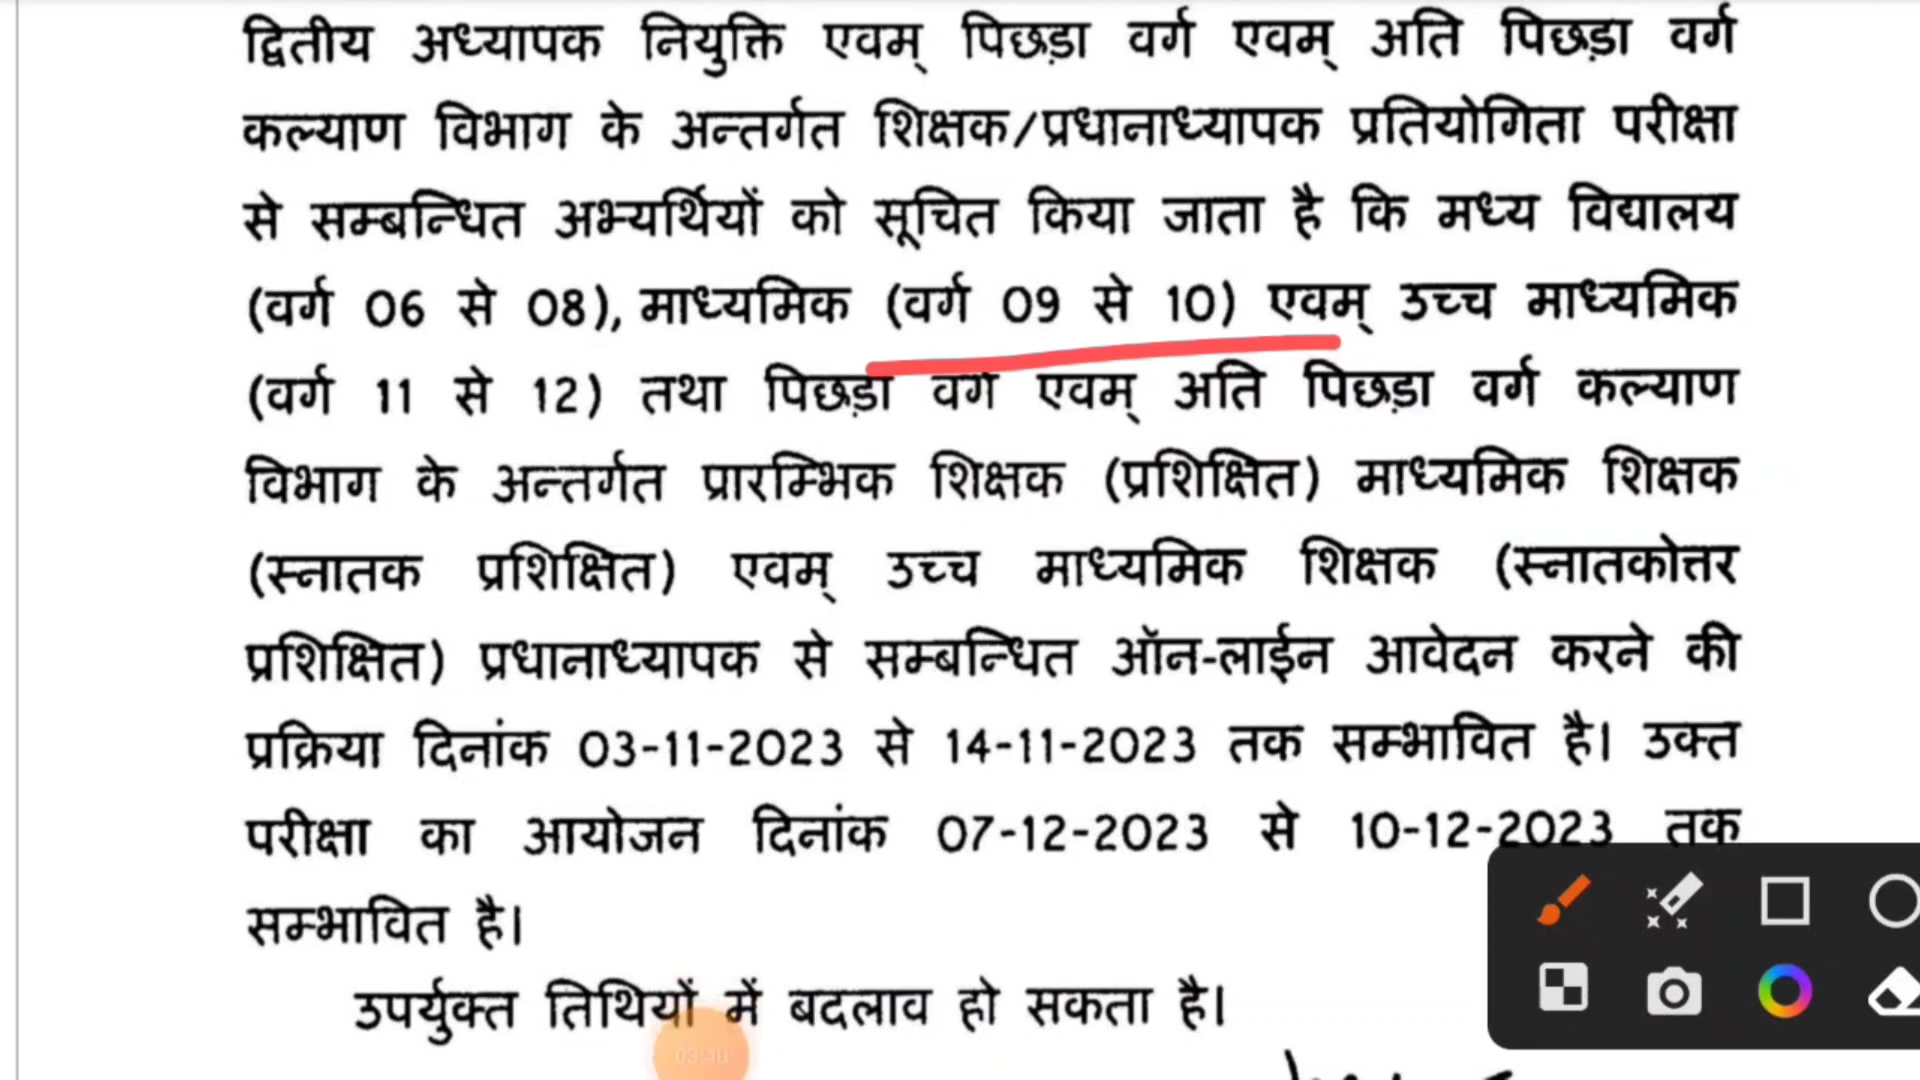 द्वितीय अध्यापक नियुक्ति एवम् पिछड़ा वर्ग एवम् अति पिछड़ा वर्ग
कल्याण विभाग के अन्तर्गत शिक्षक/प्रधानाध्यापक प्रतियोगिता परीक्षा
से सम्बन्धित अभ्यर्थियों को सूचित किया जाता है कि मध्य विद्यालय
(वर्ग 06 से 08), माध्यमिक (वर्ग 09 से 10) एवम् उच्च माध्यमिक
(वर्ग 11 से 12) तथा पिछड़ा वर्ग एवम् अति पिछड़ा वर्ग कल्याण
विभाग के अन्तर्गत प्रारम्भिक शिक्षक (प्रशिक्षित) माध्यमिक शिक्षक
(स्नातक प्रशिक्षित) एवम् उच्च माध्यमिक शिक्षक (स्नातकोत्तर
प्रशिक्षित) प्रधानाध्यापक से सम्बन्धित ऑन-लाईन आवेदन करने की
प्रक्रिया दिनांक 03-11-2023 से 14-11-2023 तक सम्भावित है। उक्त
परीक्षा का आयोजन दिनांक 07-12-2023 से 10-12-2023 तक
सम्भावित है।
उपर्युक्त तिथियों में बदलाव हो सकता है।
03:40